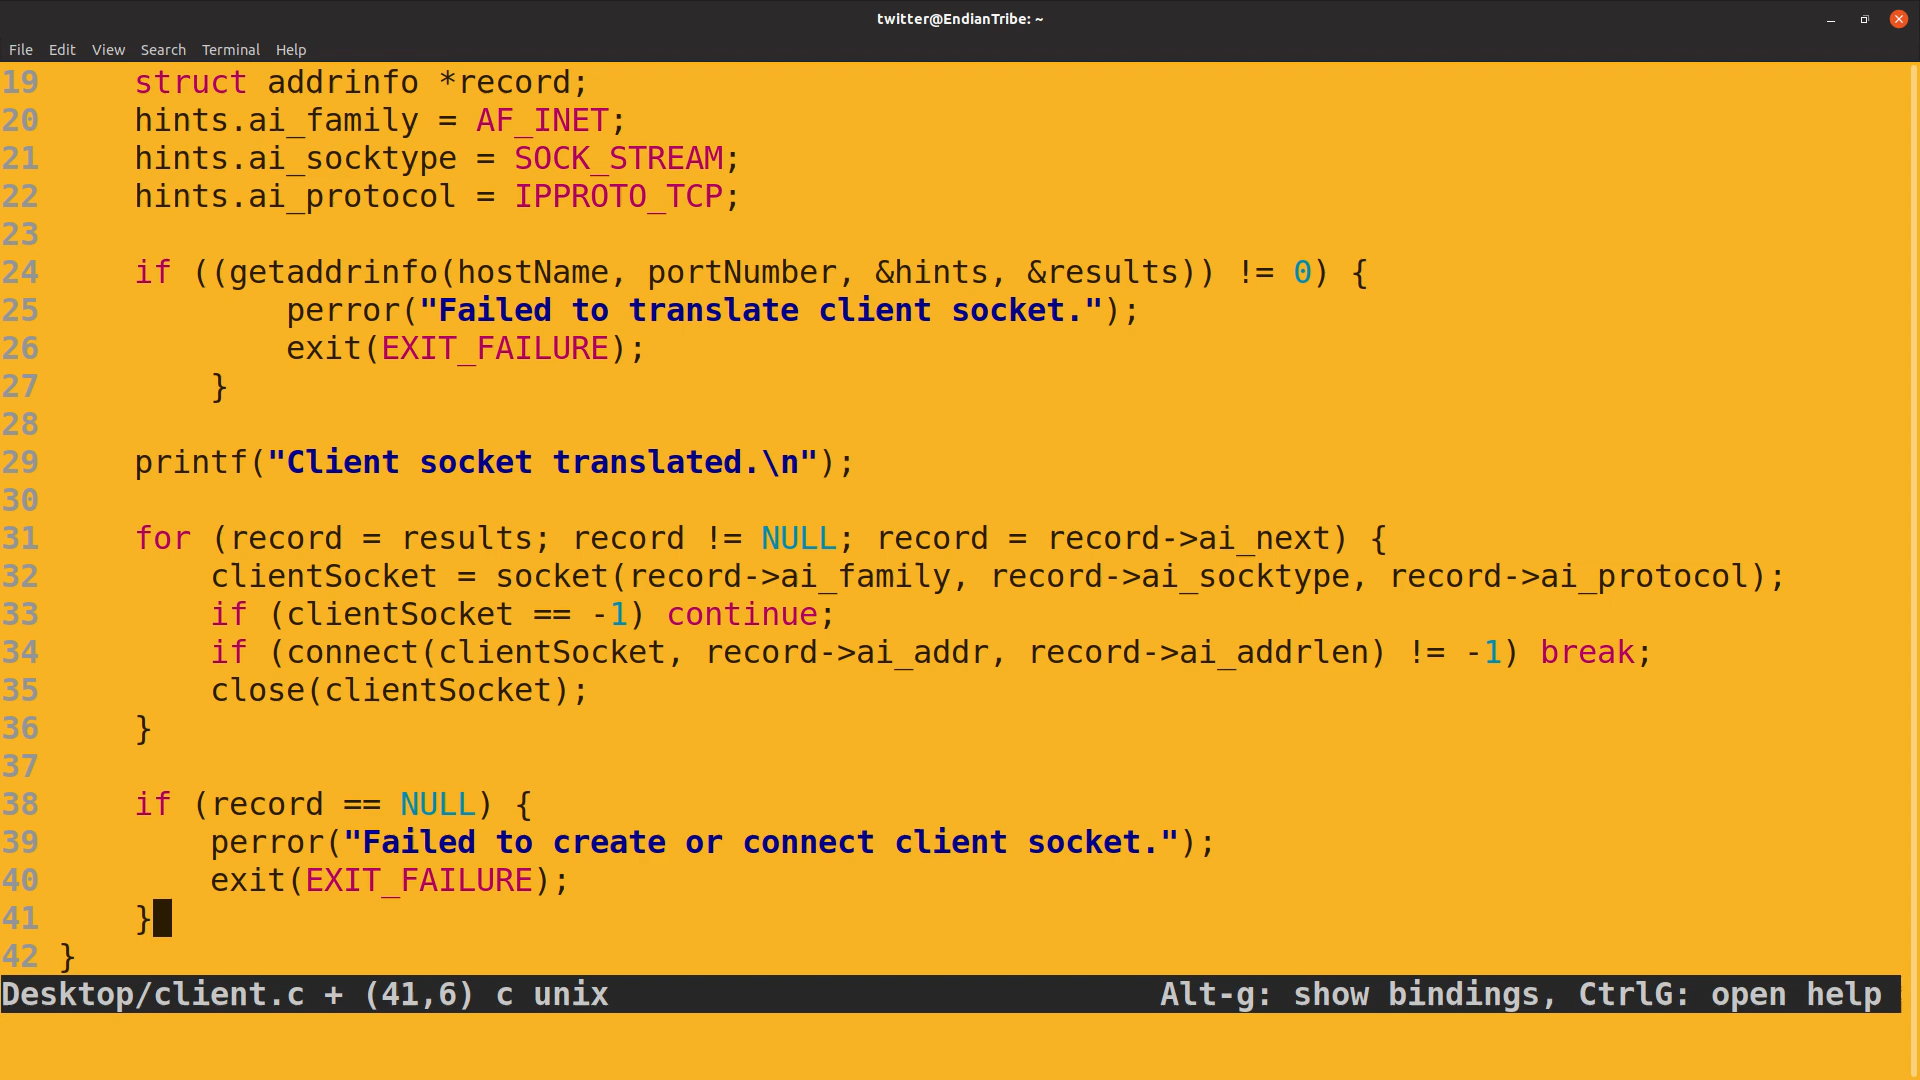 twitter@EndianTribe: ~
File Edit View Search Terminal Help
19     struct addrinfo *record;
20     hints.ai_family = AF_INET;
21     hints.ai_socktype = SOCK_STREAM;
22     hints.ai_protocol = IPPROTO_TCP;
23
24     if ((getaddrinfo(hostName, portNumber, &hints, &results)) != 0) {
25             perror("Failed to translate client socket.");
26             exit(EXIT_FAILURE);
27         }
28
29     printf("Client socket translated.\n");
30
31     for (record = results; record != NULL; record = record->ai_next) {
32         clientSocket = socket(record->ai_family, record->ai_socktype, record->ai_protocol);
33         if (clientSocket == -1) continue;
34         if (connect(clientSocket, record->ai_addr, record->ai_addrlen) != -1) break;
35         close(clientSocket);
36     }
37
38     if (record == NULL) {
39         perror("Failed to create or connect client socket.");
40         exit(EXIT_FAILURE);
41     }
42 }
Desktop/client.c + (41,6) c unix Alt-g: show bindings, CtrlG: open help